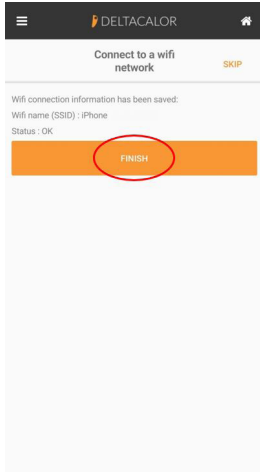 DELTACALOR
Connect to a wifi
network
SKIP
Wifi connection information has been saved:
Wifi name (SSID) : iPhone
Status : OK
FINISH